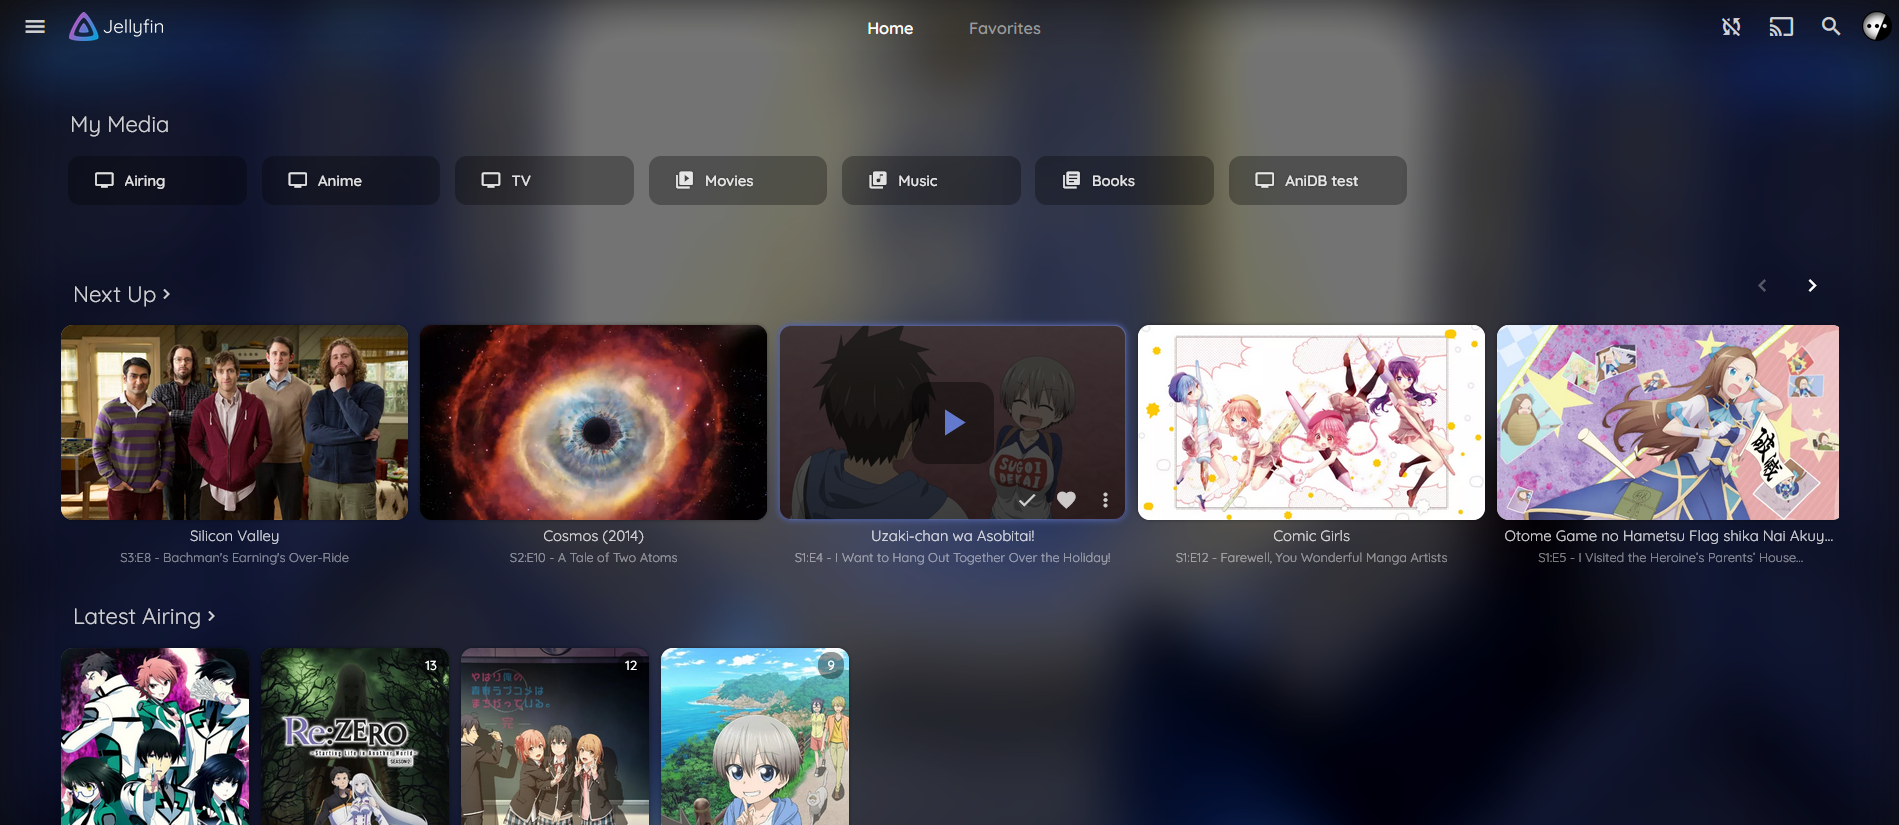 Jellyfin
Home
Favorites
My Media
Airing
Anime
TV
Movies
Music
Books
AniDB test
Next Up
SUGOI
DEKAI
破滅
Silicon Valley
S3:E8 - Bachman's Earning's Over-Ride
Cosmos (2014)
S2:E10 - A Tale of Two Atoms
Uzaki-chan wa Asobitai!
S1:E4 - I Want to Hang Out Together Over the Holiday!
Comic Girls
S1:E12 - Farewell, You Wonderful Manga Artists
Otome Game no Hametsu Flag shika Nai Akuy...
S1:E5 - I Visited the Heroine's Parents' House...
Latest Airing
13
Re:ZERO
~Starting Life in Another World~
12
やはり俺の
青春ラブコメは
まちがっている。
9